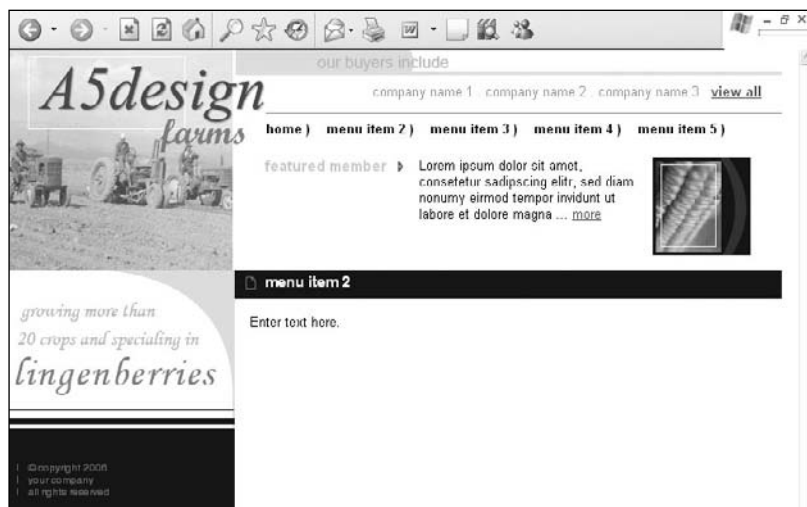 A5design
farms
our buyers include
company name 1 . company name 2 . company name 3 view all
home ) menu item 2 ) menu item 3 ) menu item 4 ) menu item 5 )
featured member
Lorem ipsum dolor sit amet,
consetetur sadipscing elitr, sed diam
nonumy eirmod tempor invidunt ut
labore et dolore magna ... more
menu item 2
Enter text here.
growing more than
20 crops and specialing in
lingenberries
| ©copyright 2006
| your company
| all rights reserved